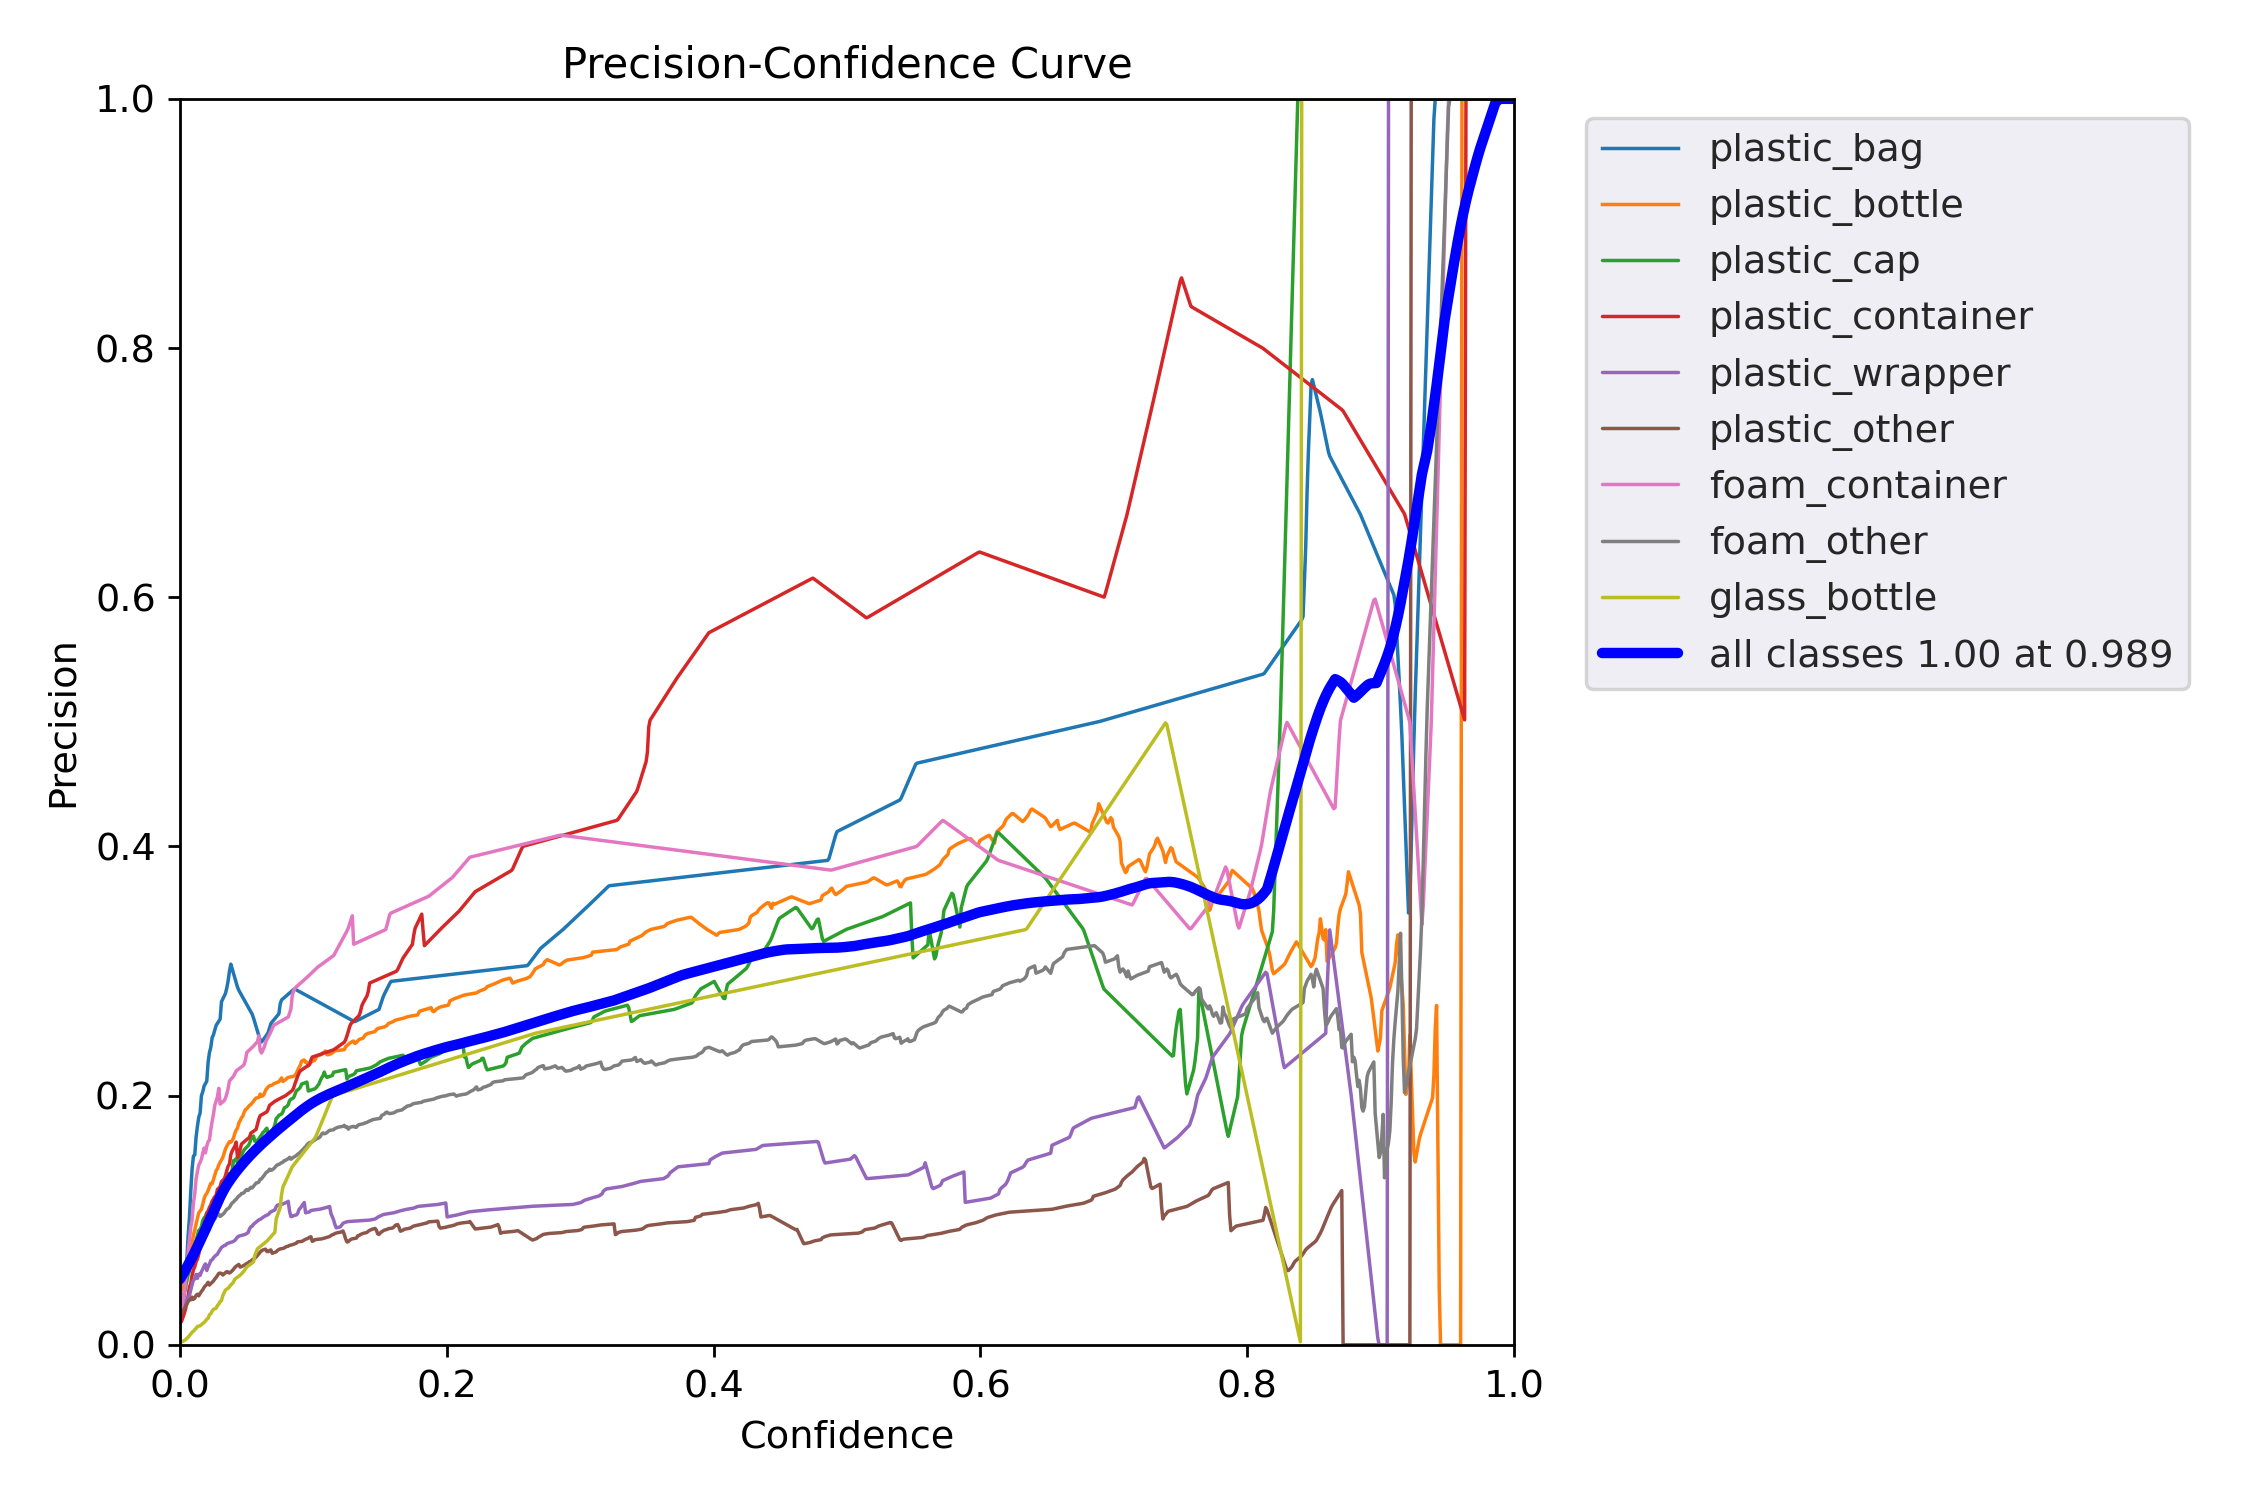 Precision-Confidence Curve
1.0
0.8
0.6
0.4
0.2
0.0
Precision
0.0 0.2 0.4 0.6 0.8 1.0
Confidence
plastic_bag
plastic_bottle
plastic_cap
plastic_container
plastic_wrapper
plastic_other
foam_container
foam_other
glass_bottle
all classes 1.00 at 0.989